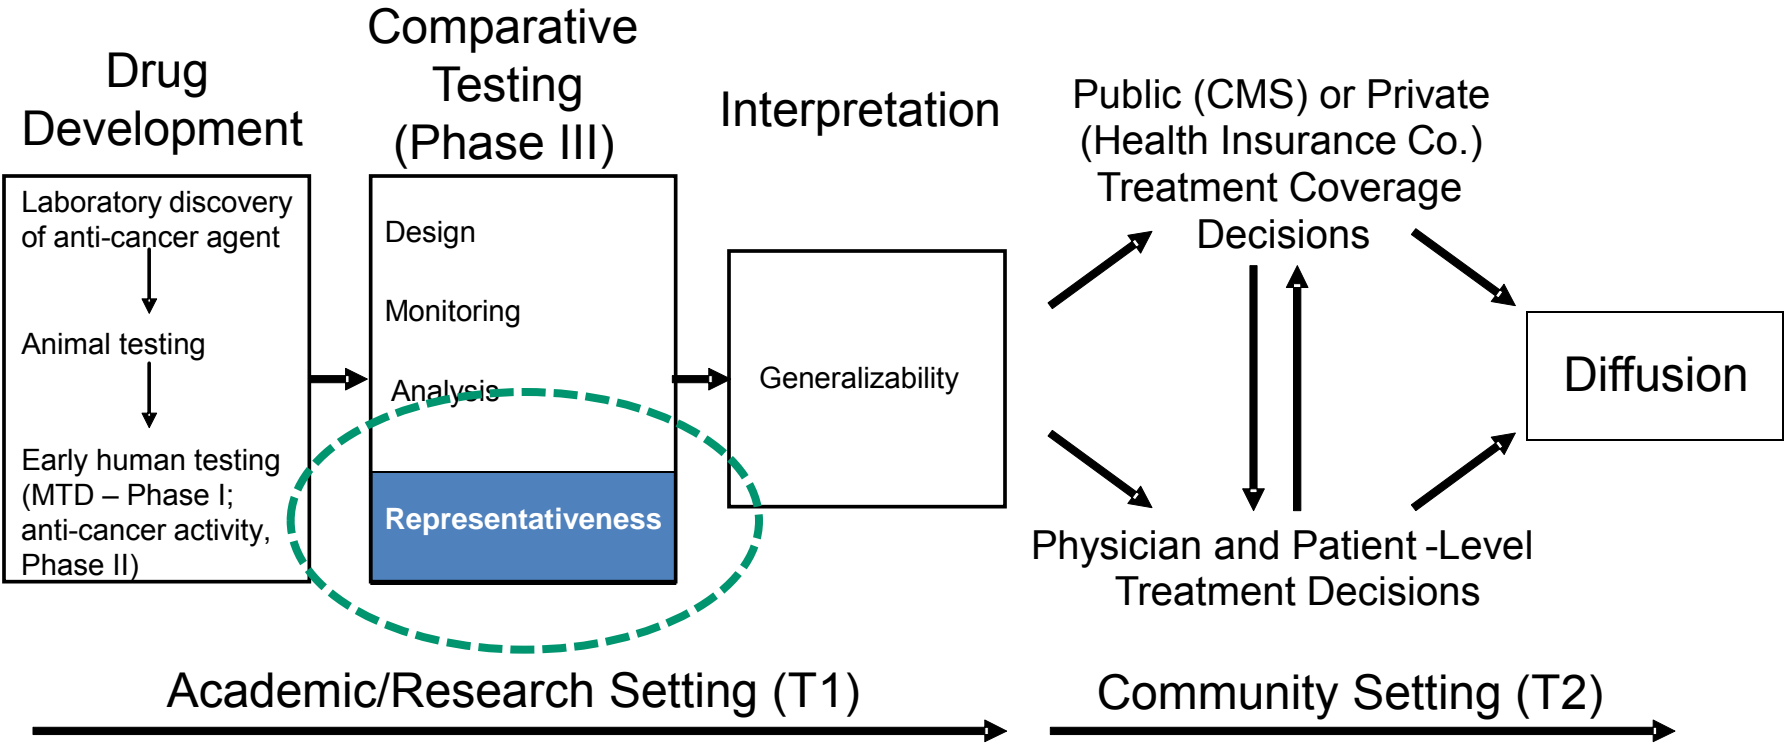 Drug
Development
Laboratory discovery
of anti-cancer agent
Animal testing
Early human testing
(MTD – Phase I;
anti-cancer activity,
Phase II)
Comparative
Testing
(Phase III)
Design
Monitoring
Analysis
Representativeness
Interpretation
Generalizability
Public (CMS) or Private
(Health Insurance Co.)
Treatment Coverage
Decisions
Physician and Patient -Level
Treatment Decisions
Diffusion
Academic/Research Setting (T1)
Community Setting (T2)